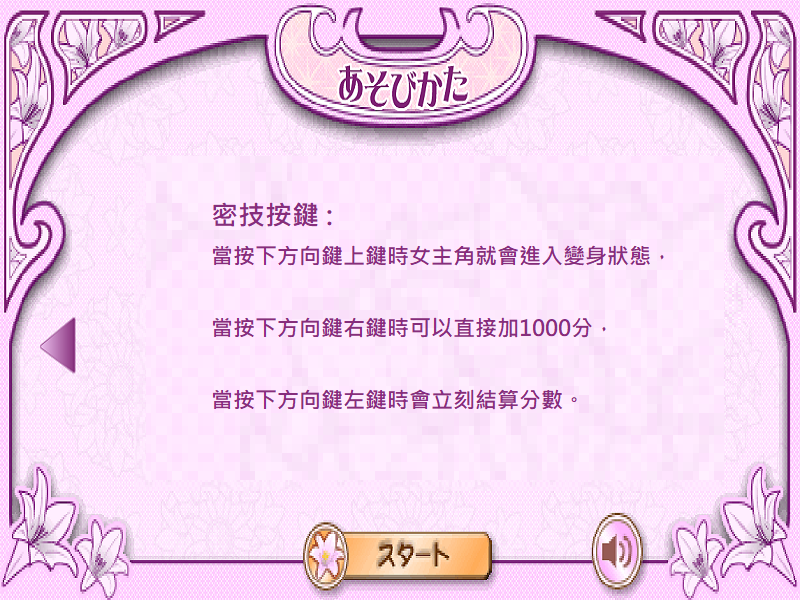 あそびかた
密技按鍵：
當按下方向鍵上鍵時女主角就會進入變身狀態，
當按下方向鍵右鍵時可以直接加1000分，
當按下方向鍵左鍵時會立刻結算分數。
スタート